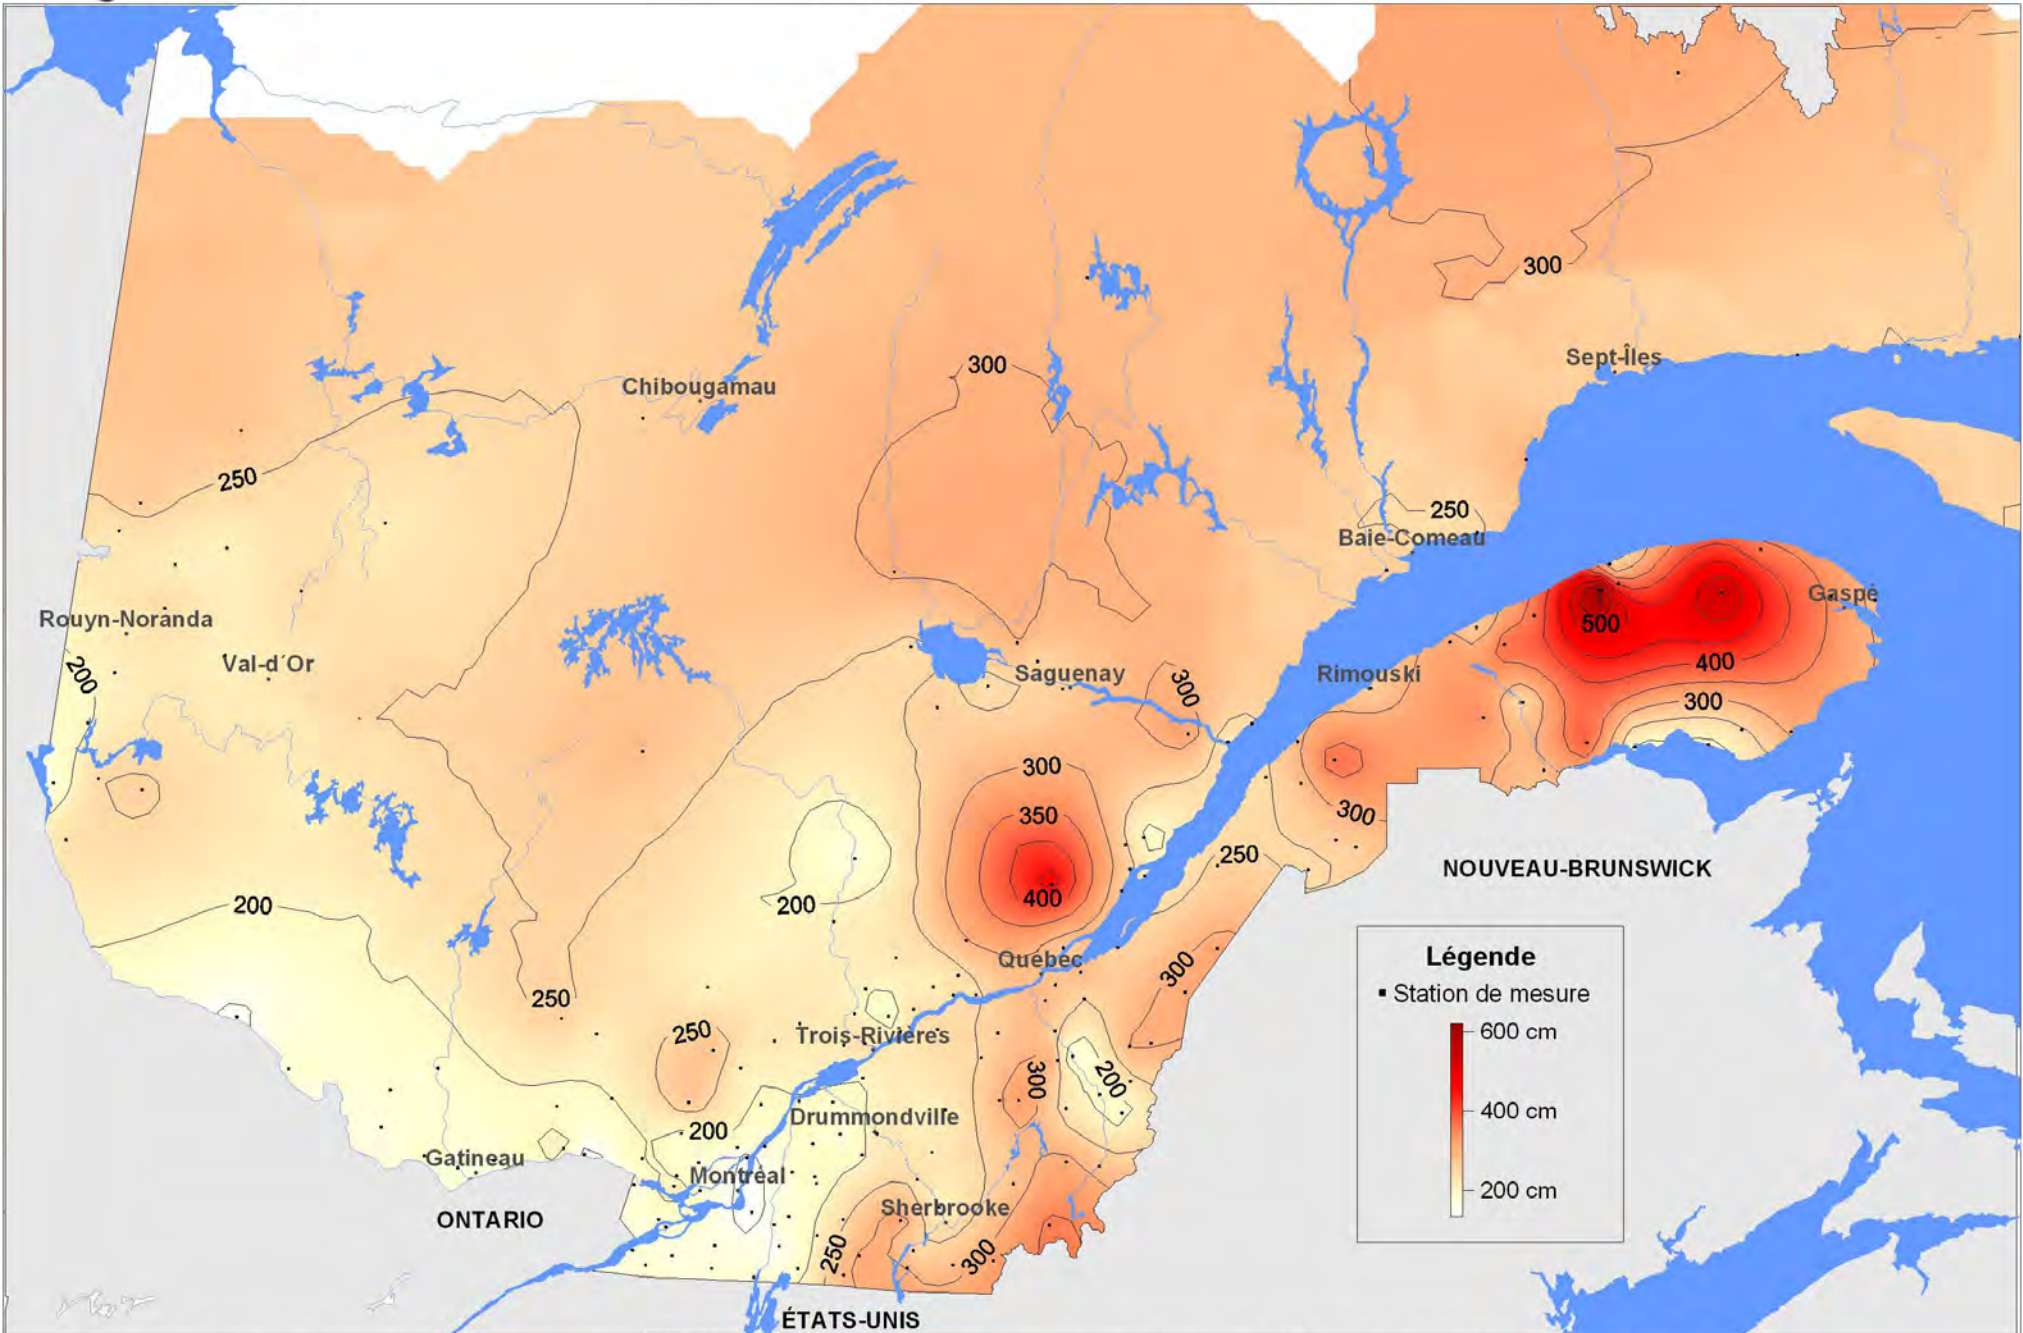 300
Sept-Îles
300
Chibougamau
250
250
Baie-Comeau
Rouyn-Noranda
Gaspé
500
Val-d'Or
400
200
Saguenay
Rimouski
300
300
300
350
300
250
NOUVEAU-BRUNSWICK
400
200
200
Québec
300
250
250
Trois-Rivières
300
200
Drummondville
200
Gatineau
Montréal
Sherbrooke
ONTARIO
250
300
ÉTATS-UNIS
Légende
Station de mesure
600 cm
400 cm
200 cm